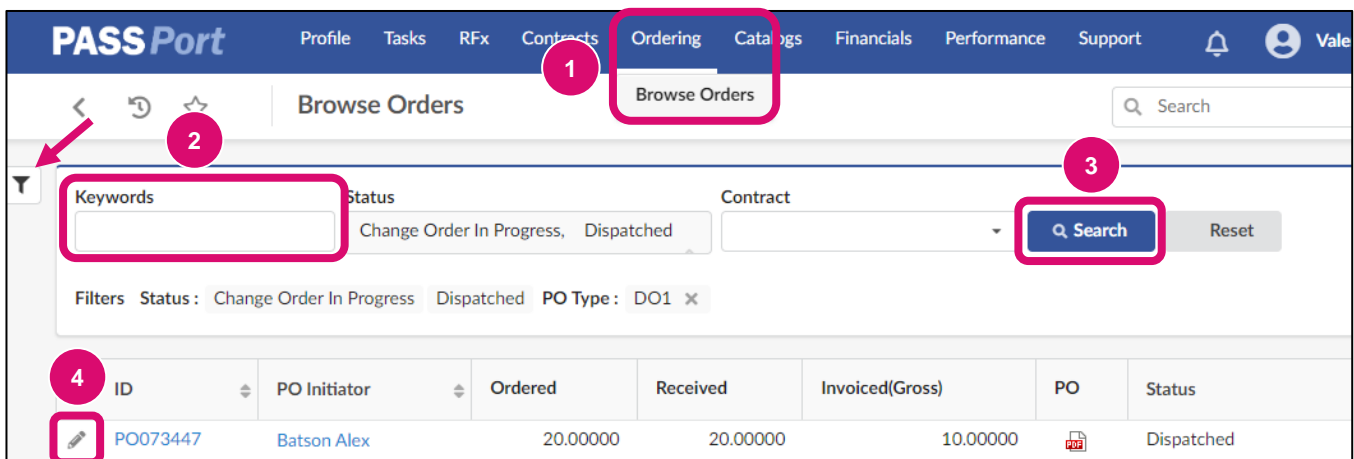 PASSPort Profile Tasks RFx Contracts Ordering Catalogs Financials Performance Support Vale
1
Browse Orders Browse Orders Search
2
3
Keywords Status Contract
Change Order In Progress, Dispatched Search Reset
Filters Status : Change Order In Progress Dispatched PO Type : DO1
4 ID PO Initiator Ordered Received Invoiced(Gross) PO Status
PO073447 Batson Alex 20.00000 20.00000 10.00000 PDF Dispatched